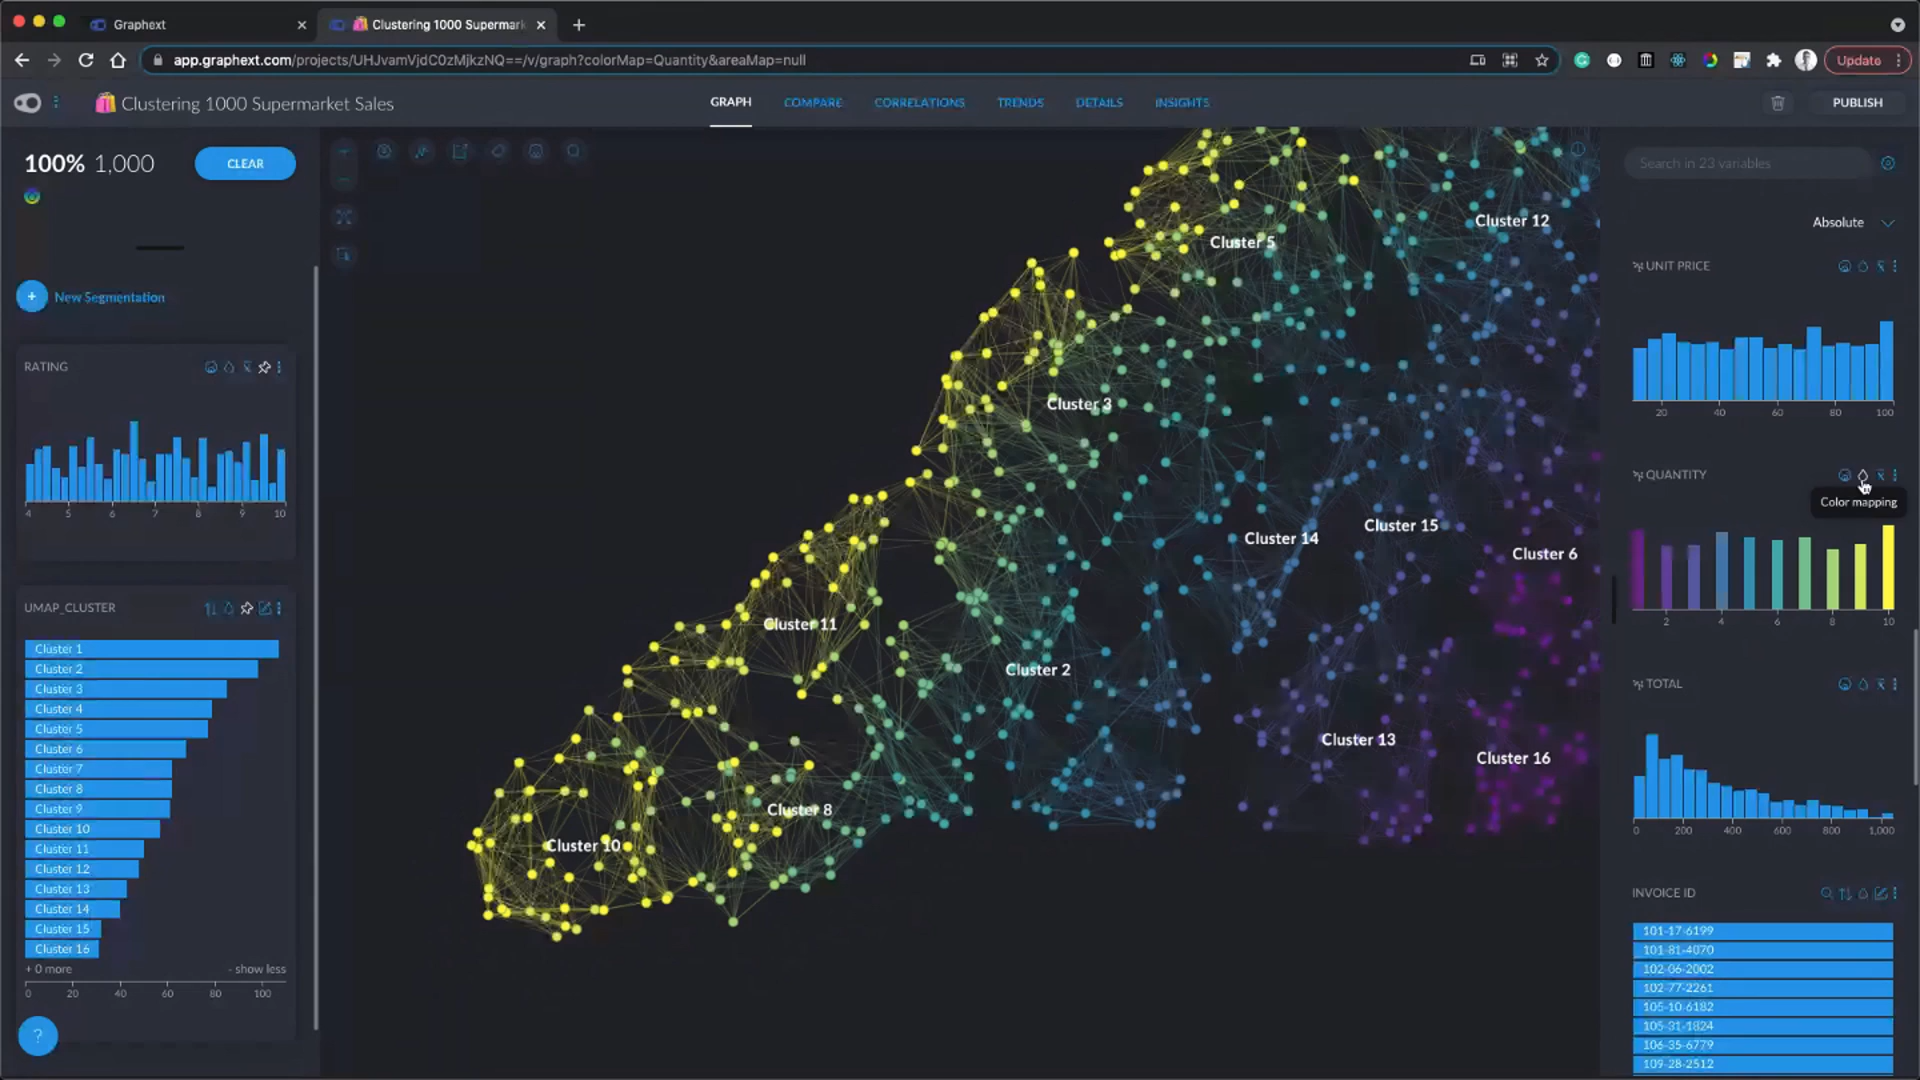 Graphext
Clustering 1000 Supermark
app.graphext.com/projects/UHJvamVjdC0zMjkzNQ==/v/graph?colorMap=Quantity&areaMap=null
Update
Clustering 1000 Supermarket Sales
GRAPH
COMPARE
CORRELATIONS
TRENDS
DETAILS
INSIGHTS
PUBLISH
100% 1,000
CLEAR
New Segmentation
RATING
4 5 6 7 8 9 10
UMAP_CLUSTER
Cluster 1
Cluster 2
Cluster 3
Cluster 4
Cluster 5
Cluster 6
Cluster 7
Cluster 8
Cluster 9
Cluster 10
Cluster 11
Cluster 12
Cluster 13
Cluster 14
Cluster 15
Cluster 16
+ 0 more
- show less
0 20 40 60 80 100
?
Cluster 12
Cluster 5
Cluster 3
Cluster 15
Cluster 14
Cluster 6
Cluster 11
Cluster 2
Cluster 13
Cluster 16
Cluster 8
Cluster 10
Search in 23 variables
Absolute
UNIT PRICE
20 40 60 80 100
QUANTITY
Color mapping
2 4 6 8 10
TOTAL
0 200 400 600 800 1,000
INVOICE ID
101-17-6199
101-81-4070
102-06-2002
102-77-2261
105-10-6182
105-31-1824
106-35-6779
109-28-2512